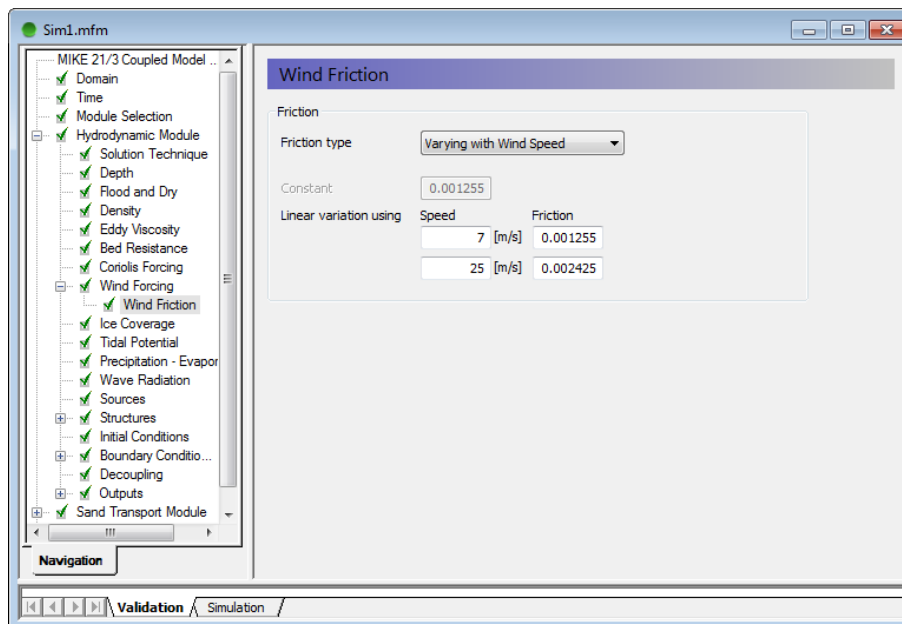 Sim1.mfm
MIKE 21/3 Coupled Model ..
Domain
Time
Module Selection
Hydrodynamic Module
Solution Technique
Depth
Flood and Dry
Density
Eddy Viscosity
Bed Resistance
Coriolis Forcing
Wind Forcing
Wind Friction
Ice Coverage
Tidal Potential
Precipitation - Evapor
Wave Radiation
Sources
Structures
Initial Conditions
Boundary Conditio...
Decoupling
Outputs
Sand Transport Module
Navigation
Wind Friction
Friction
Friction type Varying with Wind Speed
Constant 0.001255
Linear variation using Speed Friction
7 [m/s] 0.001255
25 [m/s] 0.002425
Validation Simulation